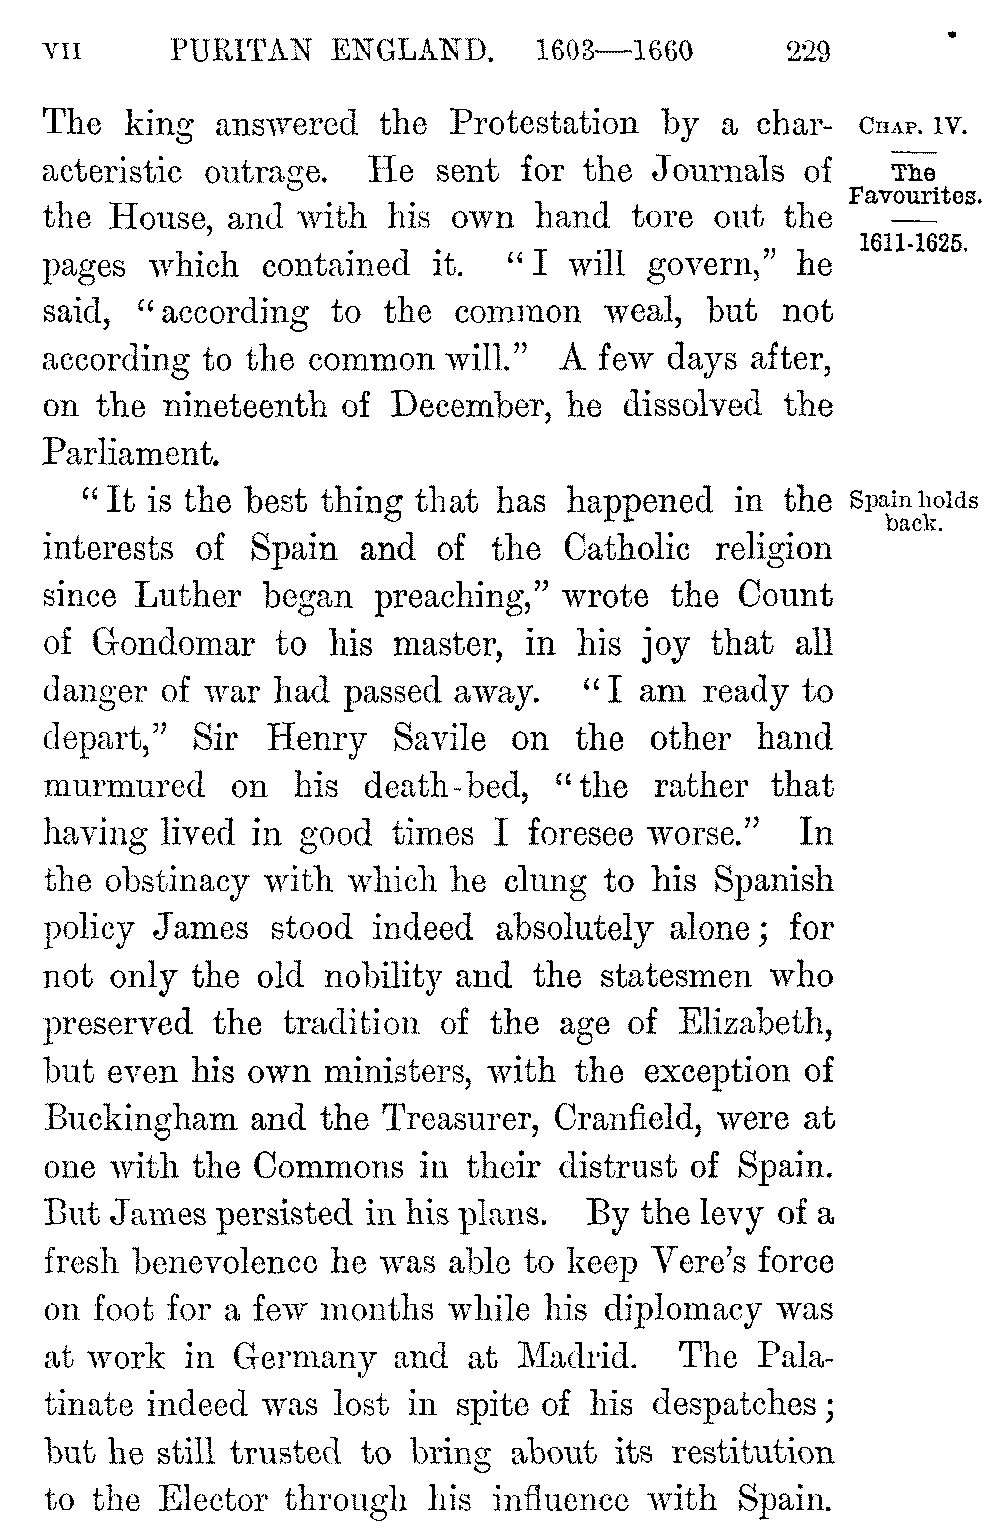 VII PURITAN ENGLAND. 1603—1660 229
The king answered the Protestation by a char-
acteristic outrage. He sent for the Journals of
the House, and with his own hand tore out the
pages which contained it. “I will govern,” he
said, “according to the common weal, but not
according to the common will.” A few days after,
on the nineteenth of December, he dissolved the
Parliament.
CHAP. IV.
The
Favourites.
1611-1625.
“It is the best thing that has happened in the
interests of Spain and of the Catholic religion
since Luther began preaching,” wrote the Count
of Gondomar to his master, in his joy that all
danger of war had passed away. “I am ready to
depart,” Sir Henry Savile on the other hand
murmured on his death-bed, “the rather that
having lived in good times I foresee worse.” In
the obstinacy with which he clung to his Spanish
policy James stood indeed absolutely alone; for
not only the old nobility and the statesmen who
preserved the tradition of the age of Elizabeth,
but even his own ministers, with the exception of
Buckingham and the Treasurer, Cranfield, were at
one with the Commons in their distrust of Spain.
But James persisted in his plans. By the levy of a
fresh benevolence he was able to keep Vere’s force
on foot for a few months while his diplomacy was
at work in Germany and at Madrid. The Pala-
tinate indeed was lost in spite of his despatches;
but he still trusted to bring about its restitution
to the Elector through his influence with Spain.
Spain holds
back.